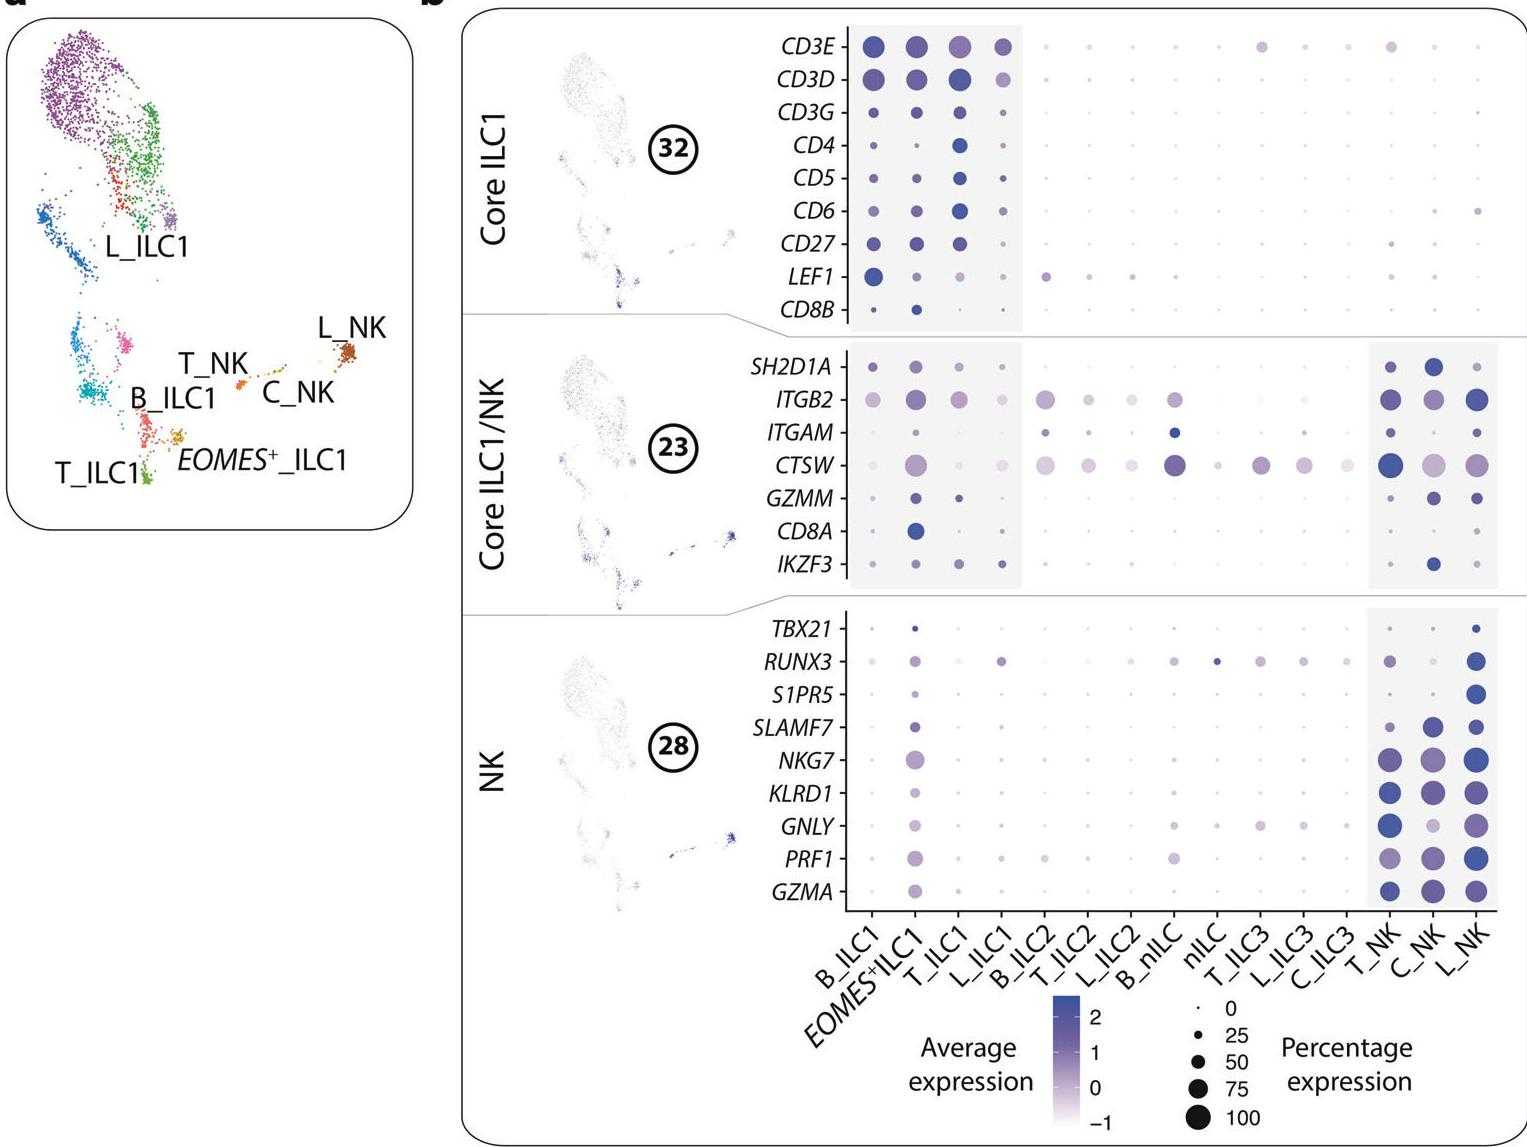 a
b
L_ILC1
L_NK
T_NK
C_NK
B_ILC1
EOMES⁺_ILC1
T_ILC1
Core ILC1
32
CD3E
CD3D
CD3G
CD4
CD5
CD6
CD27
LEF1
CD8B
Core ILC1/NK
23
SH2D1A
ITGB2
ITGAM
CTSW
GZMM
CD8A
IKZF3
NK
28
TBX21
RUNX3
S1PR5
SLAMF7
NKG7
KLRD1
GNLY
PRF1
GZMA
B_ILC1
EOMES⁺ILC1
T_ILC1
L_ILC1
B_ILC2
T_ILC2
L_ILC2
B_nILC
nILC
T_ILC3
L_ILC3
C_ILC3
T_NK
C_NK
L_NK
Average
expression
2
1
0
−1
0
25
50
75
100
Percentage
expression